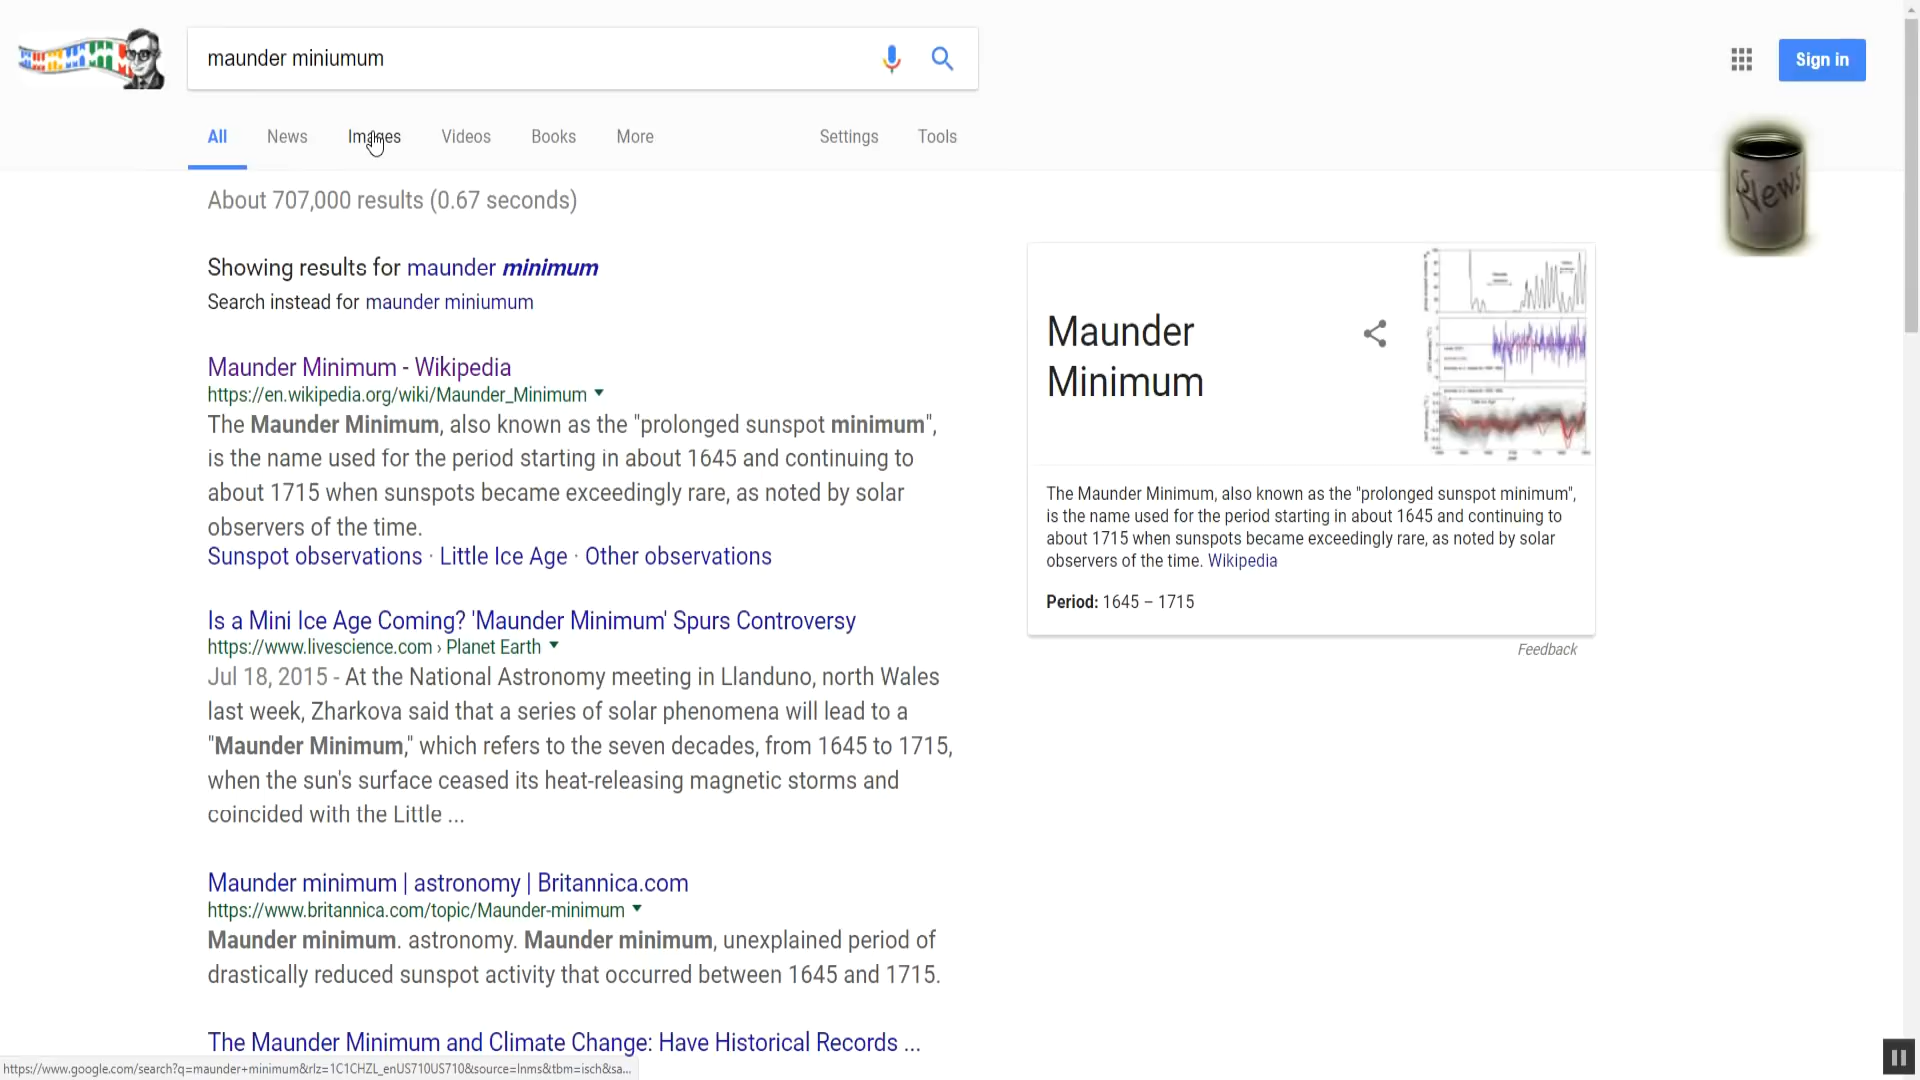 maunder miniumum
Sign in
All News Images Videos Books More Settings Tools
News
About 707,000 results (0.67 seconds)
Showing results for maunder minimum
Search instead for maunder miniumum
Maunder Minimum - Wikipedia
https://en.wikipedia.org/wiki/Maunder_Minimum
The Maunder Minimum, also known as the "prolonged sunspot minimum",
is the name used for the period starting in about 1645 and continuing to
about 1715 when sunspots became exceedingly rare, as noted by solar
observers of the time.
Sunspot observations · Little Ice Age · Other observations
Is a Mini Ice Age Coming? 'Maunder Minimum' Spurs Controversy
https://www.livescience.com › Planet Earth
Jul 18, 2015 - At the National Astronomy meeting in Llanduno, north Wales
last week, Zharkova said that a series of solar phenomena will lead to a
"Maunder Minimum," which refers to the seven decades, from 1645 to 1715,
when the sun's surface ceased its heat-releasing magnetic storms and
coincided with the Little ...
Maunder minimum | astronomy | Britannica.com
https://www.britannica.com/topic/Maunder-minimum
Maunder minimum. astronomy. Maunder minimum, unexplained period of
drastically reduced sunspot activity that occurred between 1645 and 1715.
The Maunder Minimum and Climate Change: Have Historical Records ...
Maunder
Minimum
The Maunder Minimum, also known as the "prolonged sunspot minimum",
is the name used for the period starting in about 1645 and continuing to
about 1715 when sunspots became exceedingly rare, as noted by solar
observers of the time. Wikipedia
Period: 1645 – 1715
Feedback
https://www.google.com/search?q=maunder+minimum&rlz=1C1CHZL_enUS710US710&source=lnms&tbm=isch&sa...